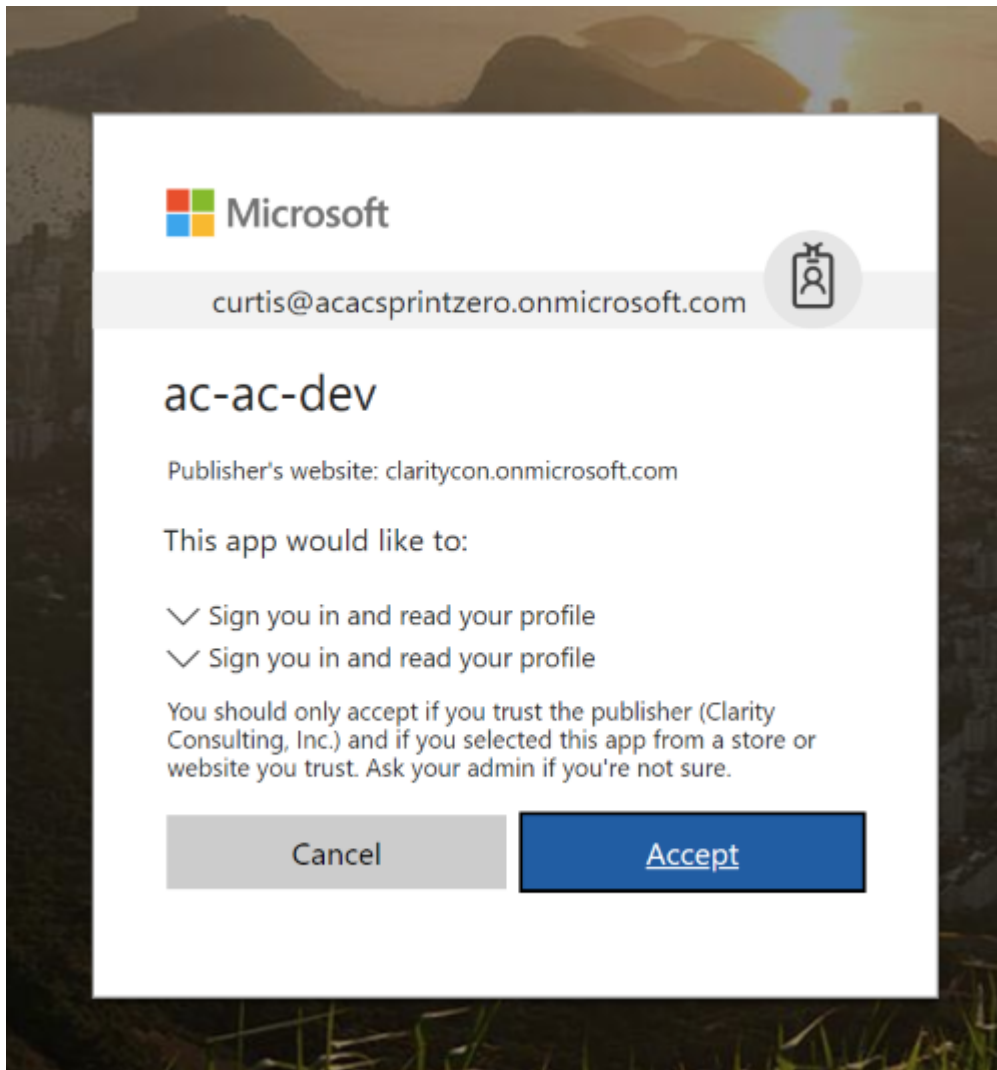 Microsoft
curtis@acacsprintzero.onmicrosoft.com
ac-ac-dev
Publisher's website: claritycon.onmicrosoft.com
This app would like to:
Sign you in and read your profile
Sign you in and read your profile
You should only accept if you trust the publisher (Clarity
Consulting, Inc.) and if you selected this app from a store or
website you trust. Ask your admin if you're not sure.
Cancel
Accept